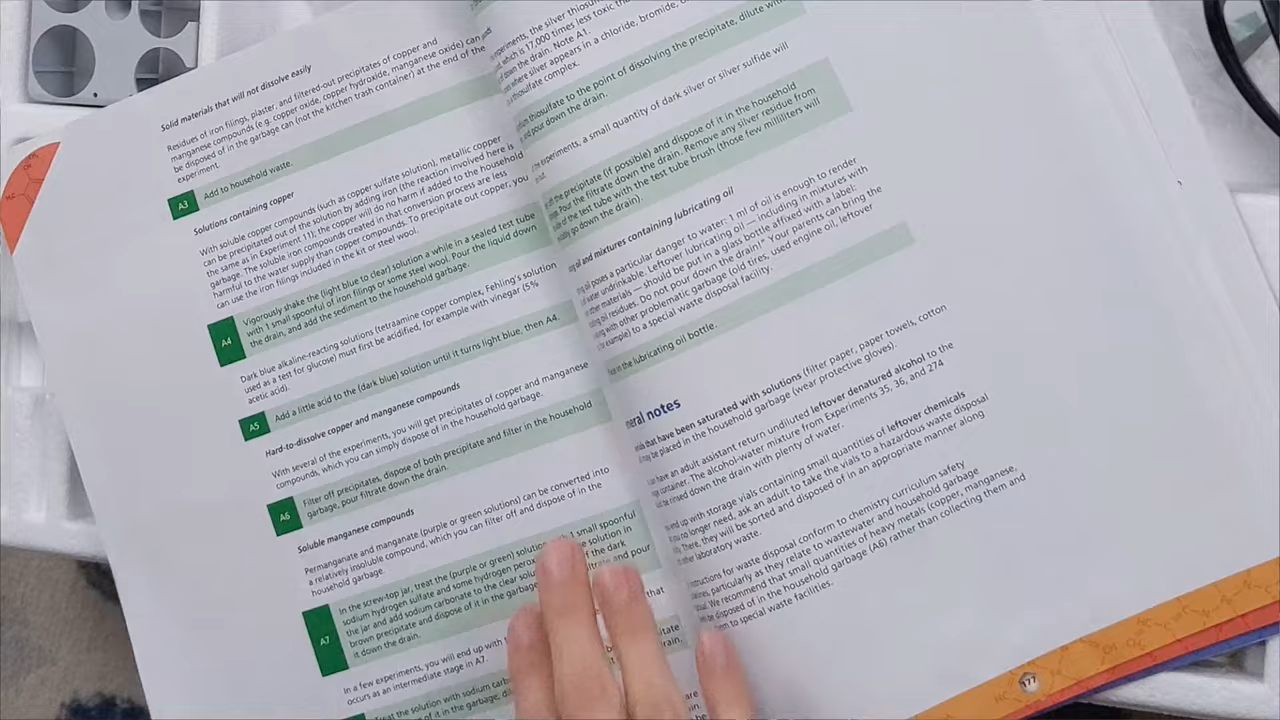 Solid materials that will not dissolve easily
Residues of iron filings, plaster, and filtered-out precipitates of copper and
manganese compounds (e.g. copper oxide, copper hydroxide, manganese oxide) can
be disposed of in the garbage can (not the kitchen trash container) at the end of the
experiment.
A3 Add to household waste.
Solutions containing copper
With soluble copper compounds (such as copper sulfate solution), metallic copper
can be precipitated out of the solution by adding iron (the reaction involved here is
the same as in Experiment 11); the copper will do no harm if added to the household
garbage. The soluble iron compounds created in that conversion process are less
harmful to the water supply than copper compounds. To precipitate out copper, you
can use the iron filings included in the kit or steel wool.
A4 Vigorously shake the (light blue to clear) solution a while in a sealed test tube
with 1 small spoonful of iron filings or some steel wool. Pour the liquid down
the drain, and add the sediment to the household garbage.
Dark blue alkaline-reacting solutions (tetraamine copper complex, Fehling's solution
used as a test for glucose) must first be acidified, for example with vinegar (5%
acetic acid).
A5 Add a little acid to the (dark blue) solution until it turns light blue, then A4.
Hard-to-dissolve copper and manganese compounds
With several of the experiments, you will get precipitates of copper and manganese
compounds, which you can simply dispose of in the household garbage.
A6 Filter off precipitates, dispose of both precipitate and filter in the household
garbage, pour filtrate down the drain.
Soluble manganese compounds
Permanganate and manganate (purple or green solutions) can be converted into
a relatively insoluble compound, which you can filter off and dispose of in the
household garbage.
A7 In the screw-top jar, treat the (purple or green) 1 small spoonful
sodium hydrogen sulfate and some hydrogen solution in
the jar and add sodium carbonate to the clear of the dark
brown precipitate and dispose of it in the garbage and pour
it down the drain.
In a few experiments, you will end up with that
occurs as an intermediate stage in A7.
Treat the solution with sodium
the silver
which is 17,000 times less toxic
down the drain. Note A1.
where silver appears in a chloride, bromide,
thiosulfate complex.
thiosulfate to the point of dissolving the precipitate, dilute with
pour down the drain.
experiments, a small quantity of dark silver or silver sulfide will
the precipitate (if possible) and dispose of it in the household
Pour the filtrate down the drain. Remove any silver residue from
of the test tube with the test tube brush (those few milliliters will
go down the drain).
oil and mixtures containing lubricating oil
oil poses a particular danger to water: 1 ml of oil is enough to render
of water undrinkable. Leftover lubricating oil — including in mixtures with
other materials — should be put in a glass bottle affixed with a label:
oil residues. Do not pour down the drain!" Your parents can bring the
along with other problematic garbage (old tires, used engine oil, leftover
for example) to a special waste disposal facility.
in the lubricating oil bottle.
notes
that have been saturated with solutions (filter paper, paper towels, cotton
may be placed in the household garbage (wear protective gloves).
have an adult assistant return undiluted leftover denatured alcohol to the
container. The alcohol-water mixture from Experiments 35, 36, and 274
be rinsed down the drain with plenty of water.
end up with storage vials containing small quantities of leftover chemicals
you no longer need, ask an adult to take the vials to a hazardous waste disposal
There, they will be sorted and disposed of in an appropriate manner along
other laboratory waste.
instructions for waste disposal conform to chemistry curriculum safety
particularly as they relate to wastewater and household garbage
We recommend that small quantities of heavy metals (copper, manganese,
be disposed of in the household garbage (A6) rather than collecting them and
to special waste facilities.
177